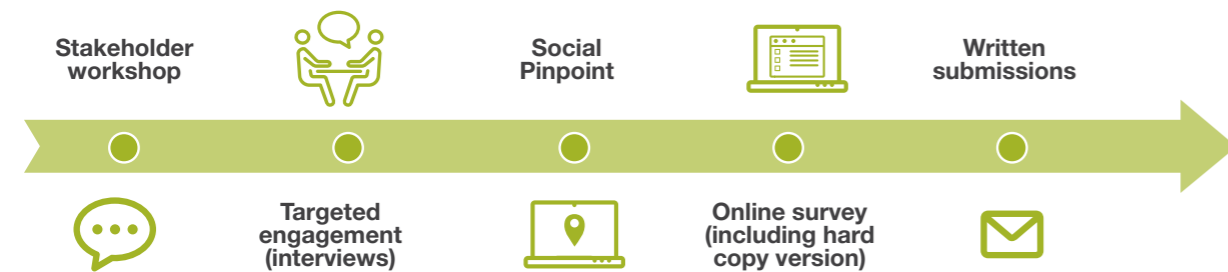 Stakeholder
workshop
Targeted
engagement
(interviews)
Social
Pinpoint
Online survey
(including hard
copy version)
Written
submissions